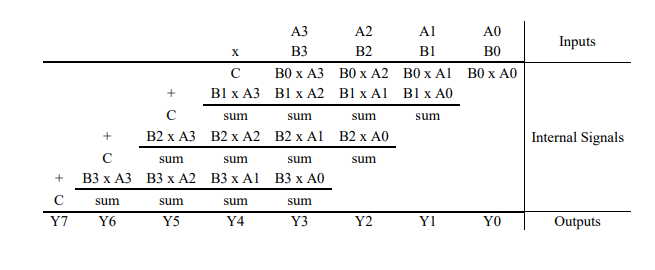 A3 A2 A1 A0
x B3 B2 B1 B0 Inputs
C B0 x A3 B0 x A2 B0 x A1 B0 x A0
+ B1 x A3 B1 x A2 B1 x A1 B1 x A0
C sum sum sum sum
+ B2 x A3 B2 x A2 B2 x A1 B2 x A0 Internal Signals
C sum sum sum sum
+ B3 x A3 B3 x A2 B3 x A1 B3 x A0
C sum sum sum sum
Y7 Y6 Y5 Y4 Y3 Y2 Y1 Y0 Outputs